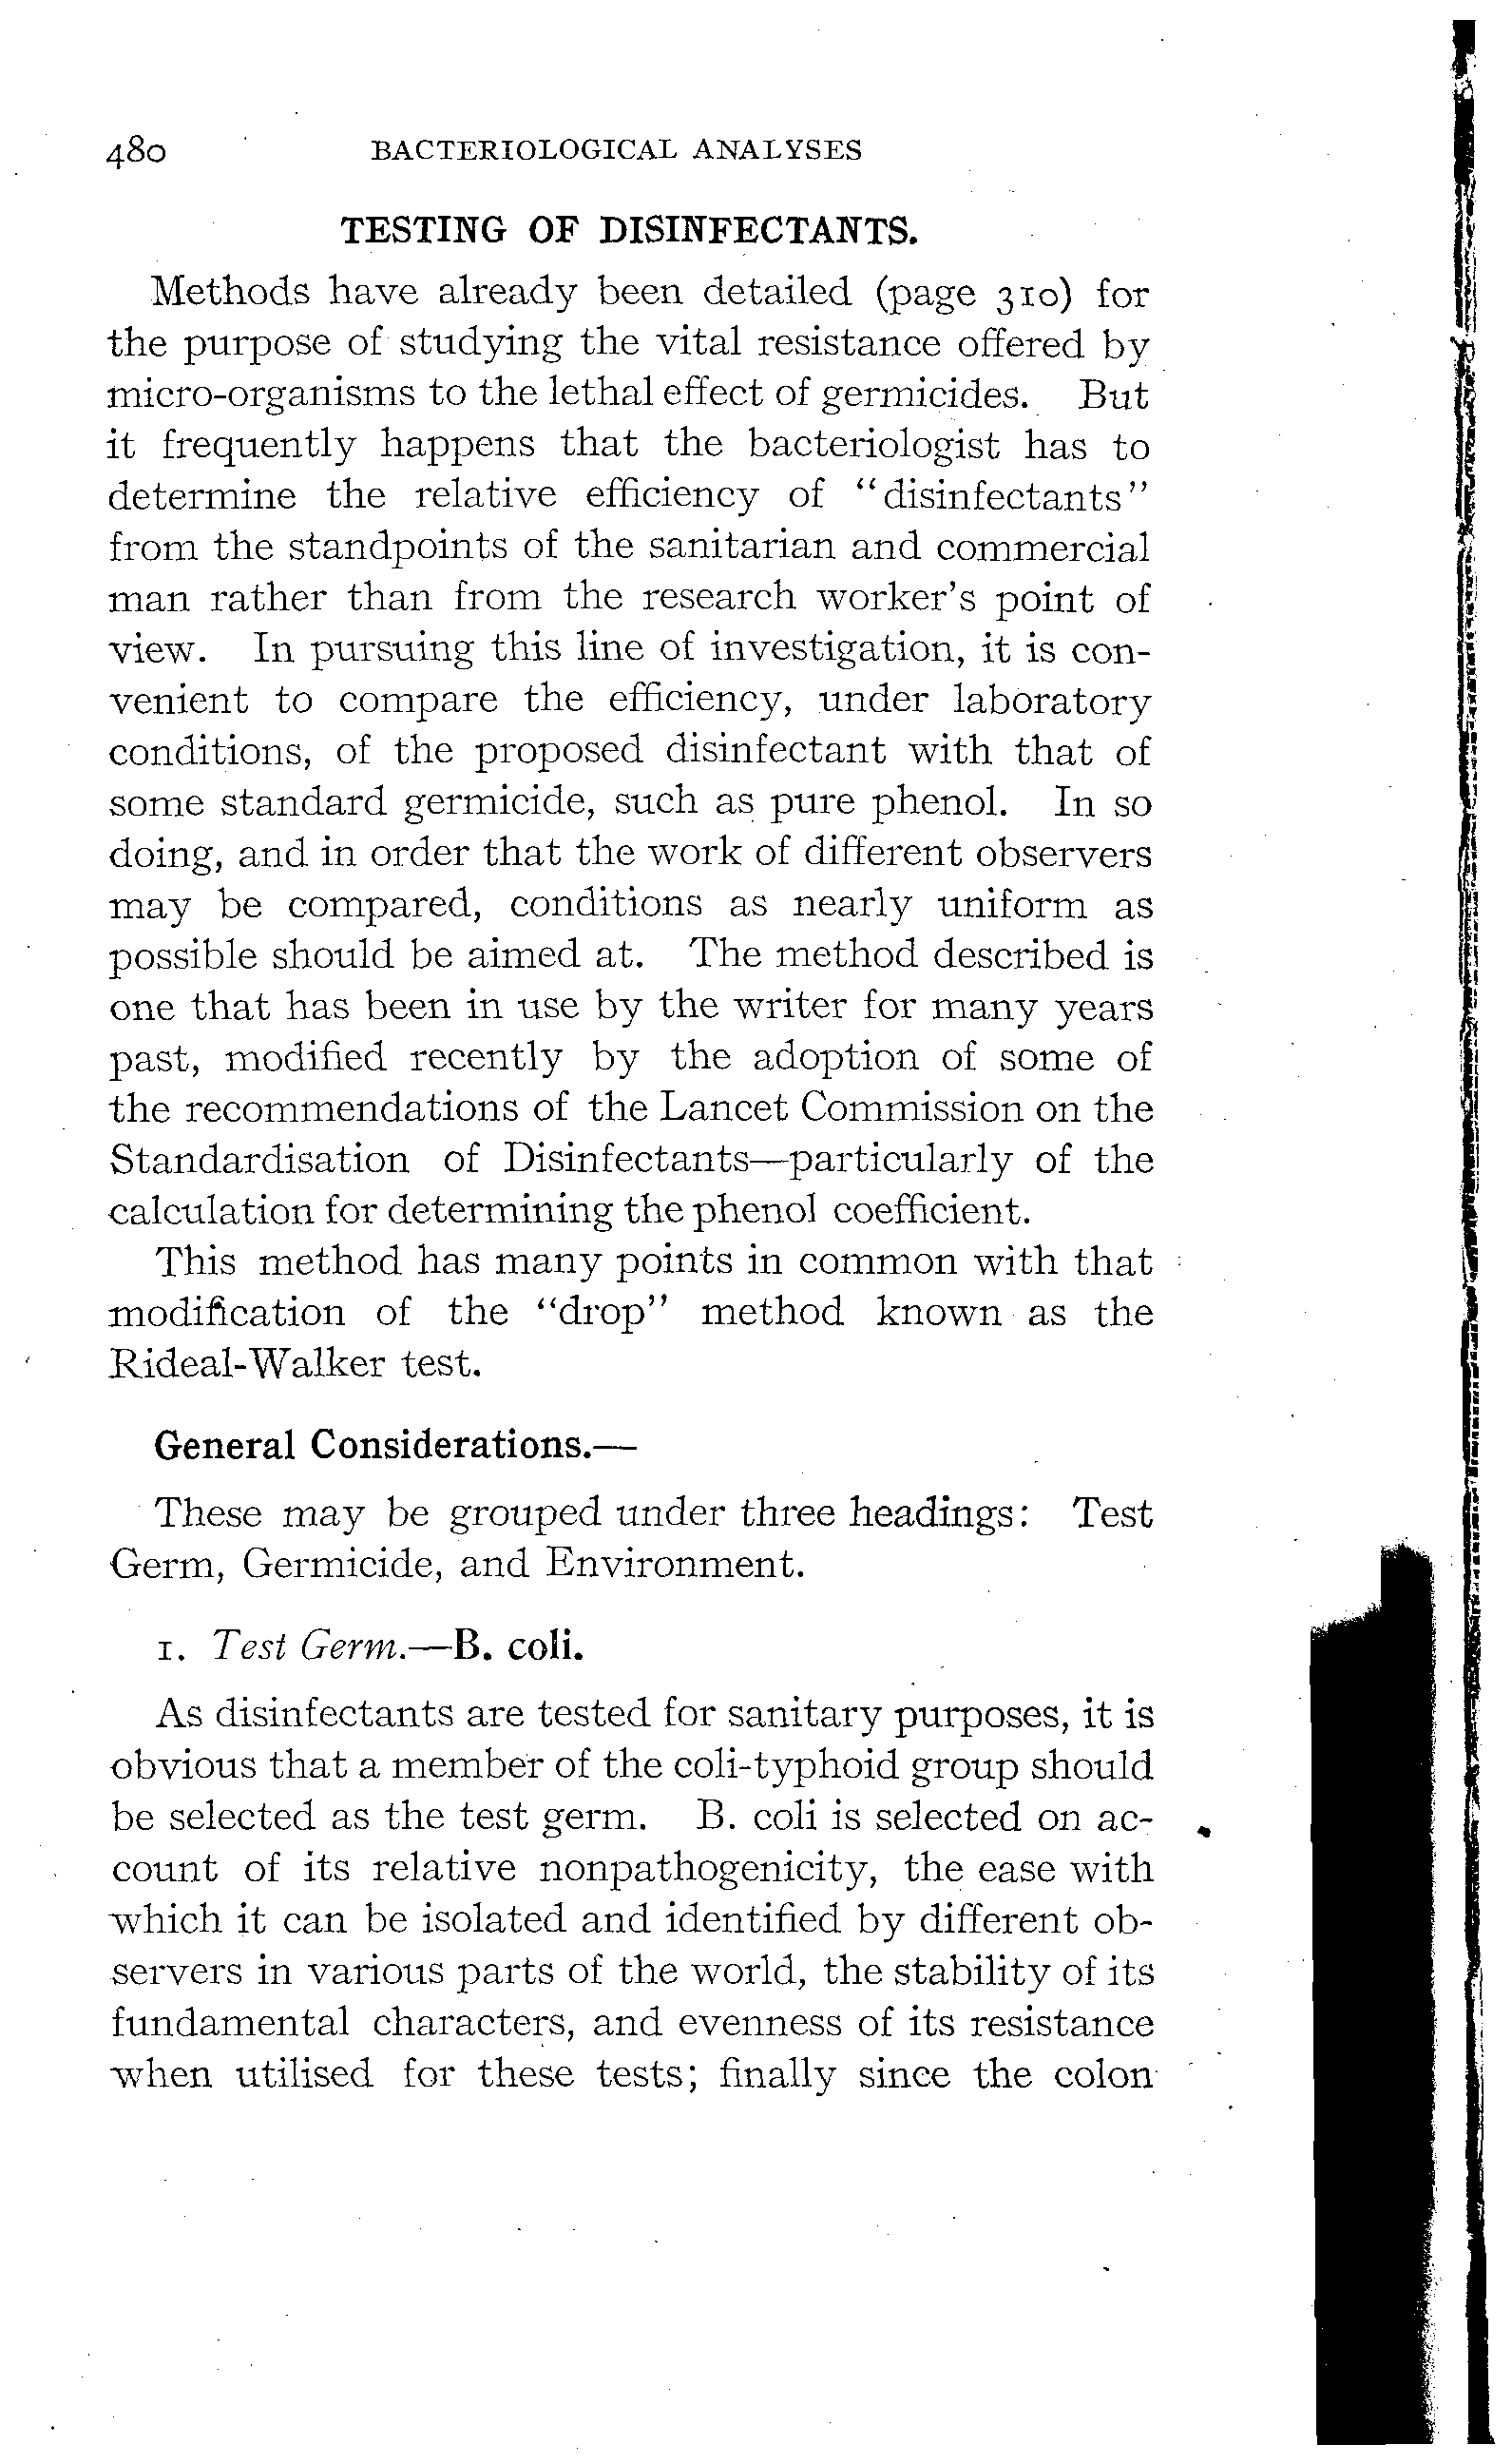 480 BACTERIOLOGICAL ANALYSES
TESTING OF DISINFECTANTS.
Methods have already been detailed (page 310) for
the purpose of studying the vital resistance offered by
micro-organisms to the lethal effect of germicides. But
it frequently happens that the bacteriologist has to
determine the relative efficiency of "disinfectants"
from the standpoints of the sanitarian and commercial
man rather than from the research worker's point of
view. In pursuing this line of investigation, it is con-
venient to compare the efficiency, under laboratory
conditions, of the proposed disinfectant with that of
some standard germicide, such as pure phenol. In so
doing, and in order that the work of different observers
may be compared, conditions as nearly uniform as
possible should be aimed at. The method described is
one that has been in use by the writer for many years
past, modified recently by the adoption of some of
the recommendations of the Lancet Commission on the
Standardisation of Disinfectants—particularly of the
calculation for determining the phenol coefficient.
This method has many points in common with that
modification of the "drop" method known as the
Rideal-Walker test.
General Considerations.—
These may be grouped under three headings: Test
Germ, Germicide, and Environment.
1. Test Germ.—B. coli.
As disinfectants are tested for sanitary purposes, it is
obvious that a member of the coli-typhoid group should
be selected as the test germ. B. coli is selected on ac-
count of its relative nonpathogenicity, the ease with
which it can be isolated and identified by different ob-
servers in various parts of the world, the stability of its
fundamental characters, and evenness of its resistance
when utilised for these tests; finally since the colon